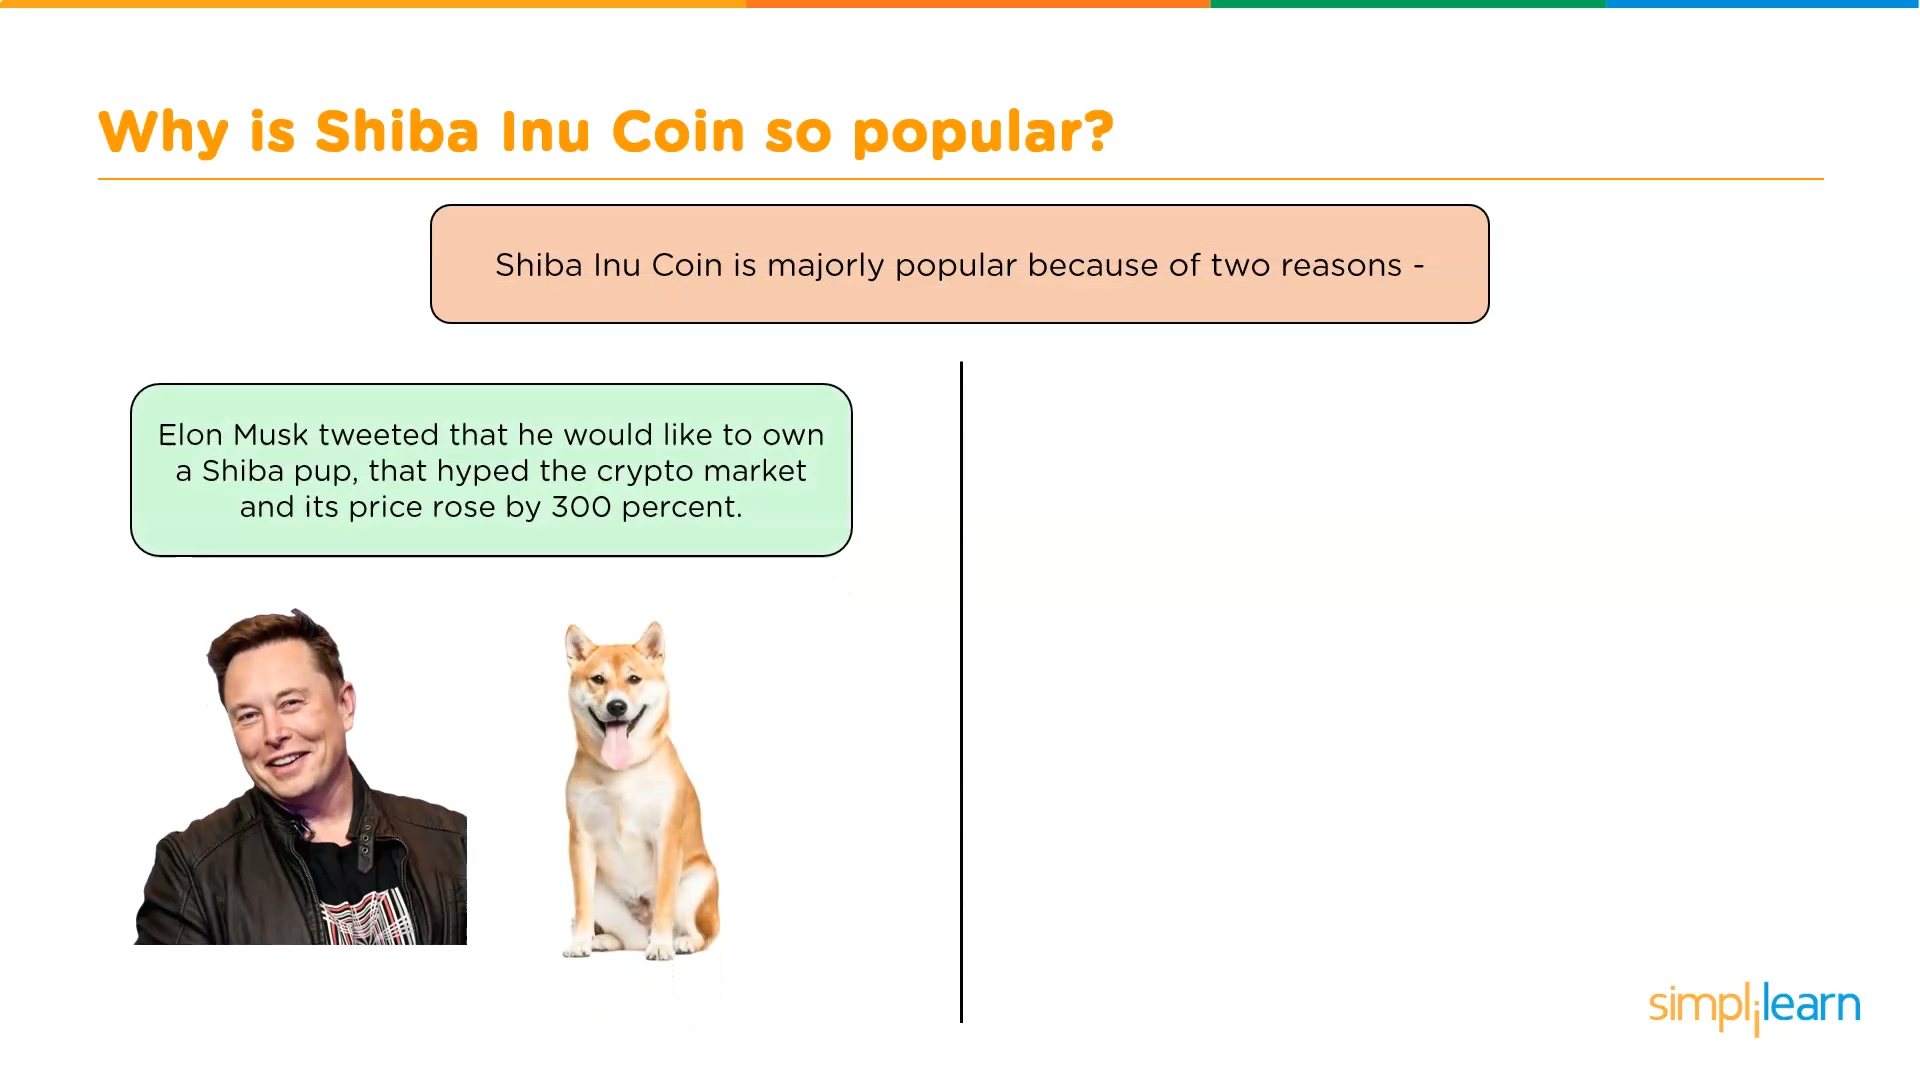 Why is Shiba Inu Coin so popular?
Shiba Inu Coin is majorly popular because of two reasons -
Elon Musk tweeted that he would like to own
a Shiba pup, that hyped the crypto market
and its price rose by 300 percent.
simplilearn